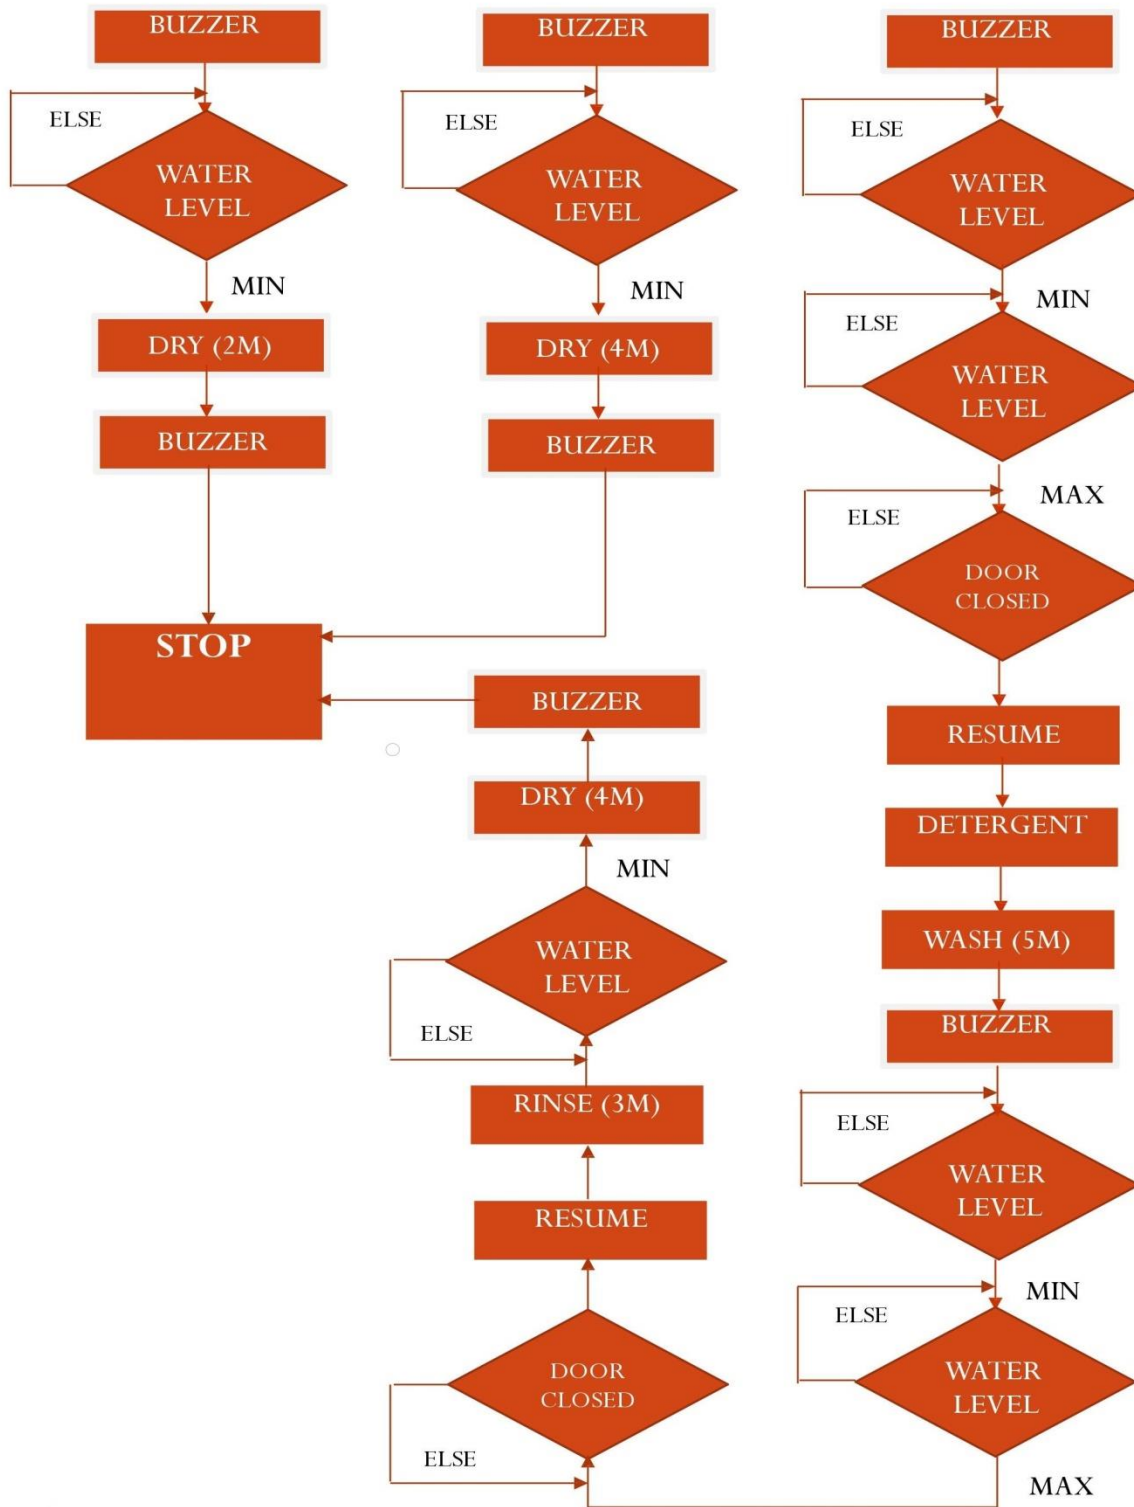 BUZZER
ELSE
WATER
LEVEL
MIN
DRY (2M)
BUZZER
BUZZER
ELSE
WATER
LEVEL
MIN
DRY (4M)
BUZZER
STOP
BUZZER
ELSE
WATER
LEVEL
MIN
ELSE
WATER
LEVEL
MAX
ELSE
DOOR
CLOSED
RESUME
DETERGENT
WASH (5M)
BUZZER
ELSE
WATER
LEVEL
MIN
ELSE
WATER
LEVEL
MAX
ELSE
DOOR
CLOSED
RESUME
RINSE (3M)
ELSE
WATER
LEVEL
MIN
DRY (4M)
BUZZER